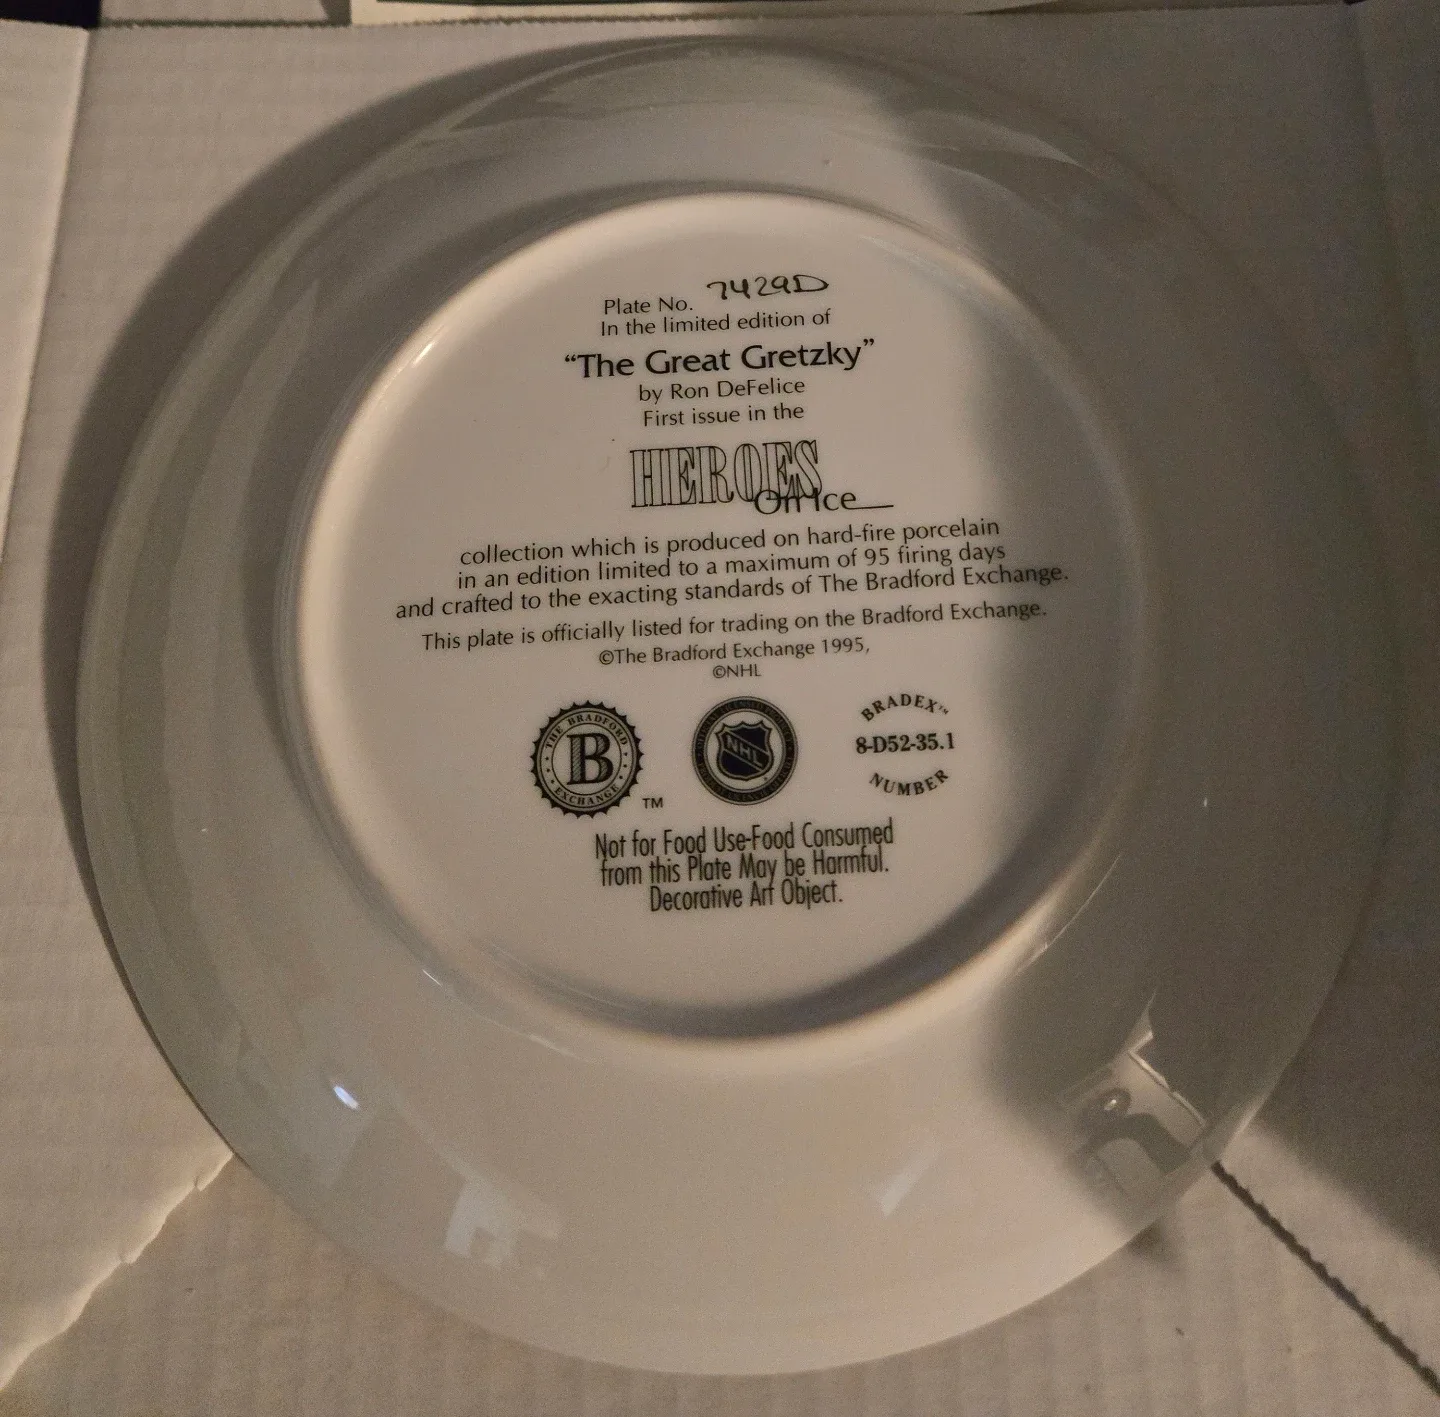 Plate No. 7429D
In the limited edition of
“The Great Gretzky”
by Ron DeFelice
First issue in the
HEROES
On Ice
collection which is produced on hard-fire porcelain
in an edition limited to a maximum of 95 firing days
and crafted to the exacting standards of The Bradford Exchange.
This plate is officially listed for trading on the Bradford Exchange.
©The Bradford Exchange 1995,
©NHL
THE BRADFORD
B
EXCHANGE
TM
NHL
BRADEX™
8-D52-35.1
NUMBER
Not for Food Use-Food Consumed
from this Plate May be Harmful.
Decorative Art Object.